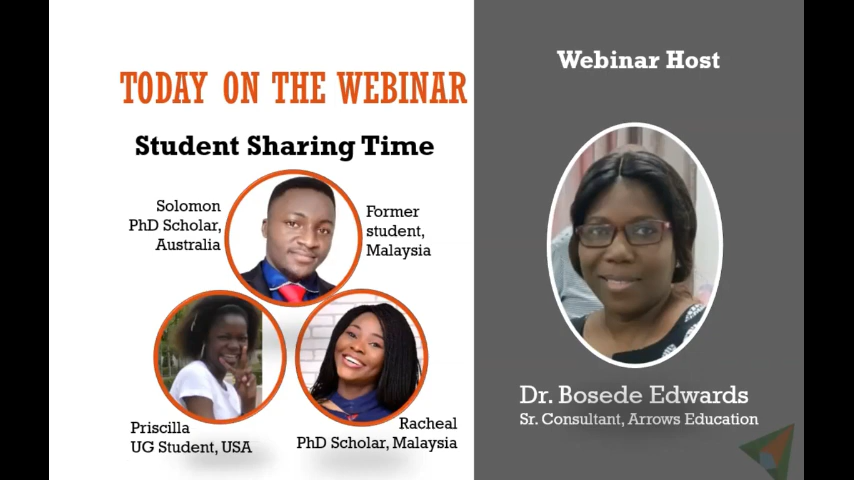 TODAY ON THE WEBINAR
Student Sharing Time
Solomon
PhD Scholar,
Australia
Former
student,
Malaysia
Priscilla
UG Student, USA
Racheal
PhD Scholar, Malaysia
Webinar Host
Dr. Bosede Edwards
Sr. Consultant, Arrows Education